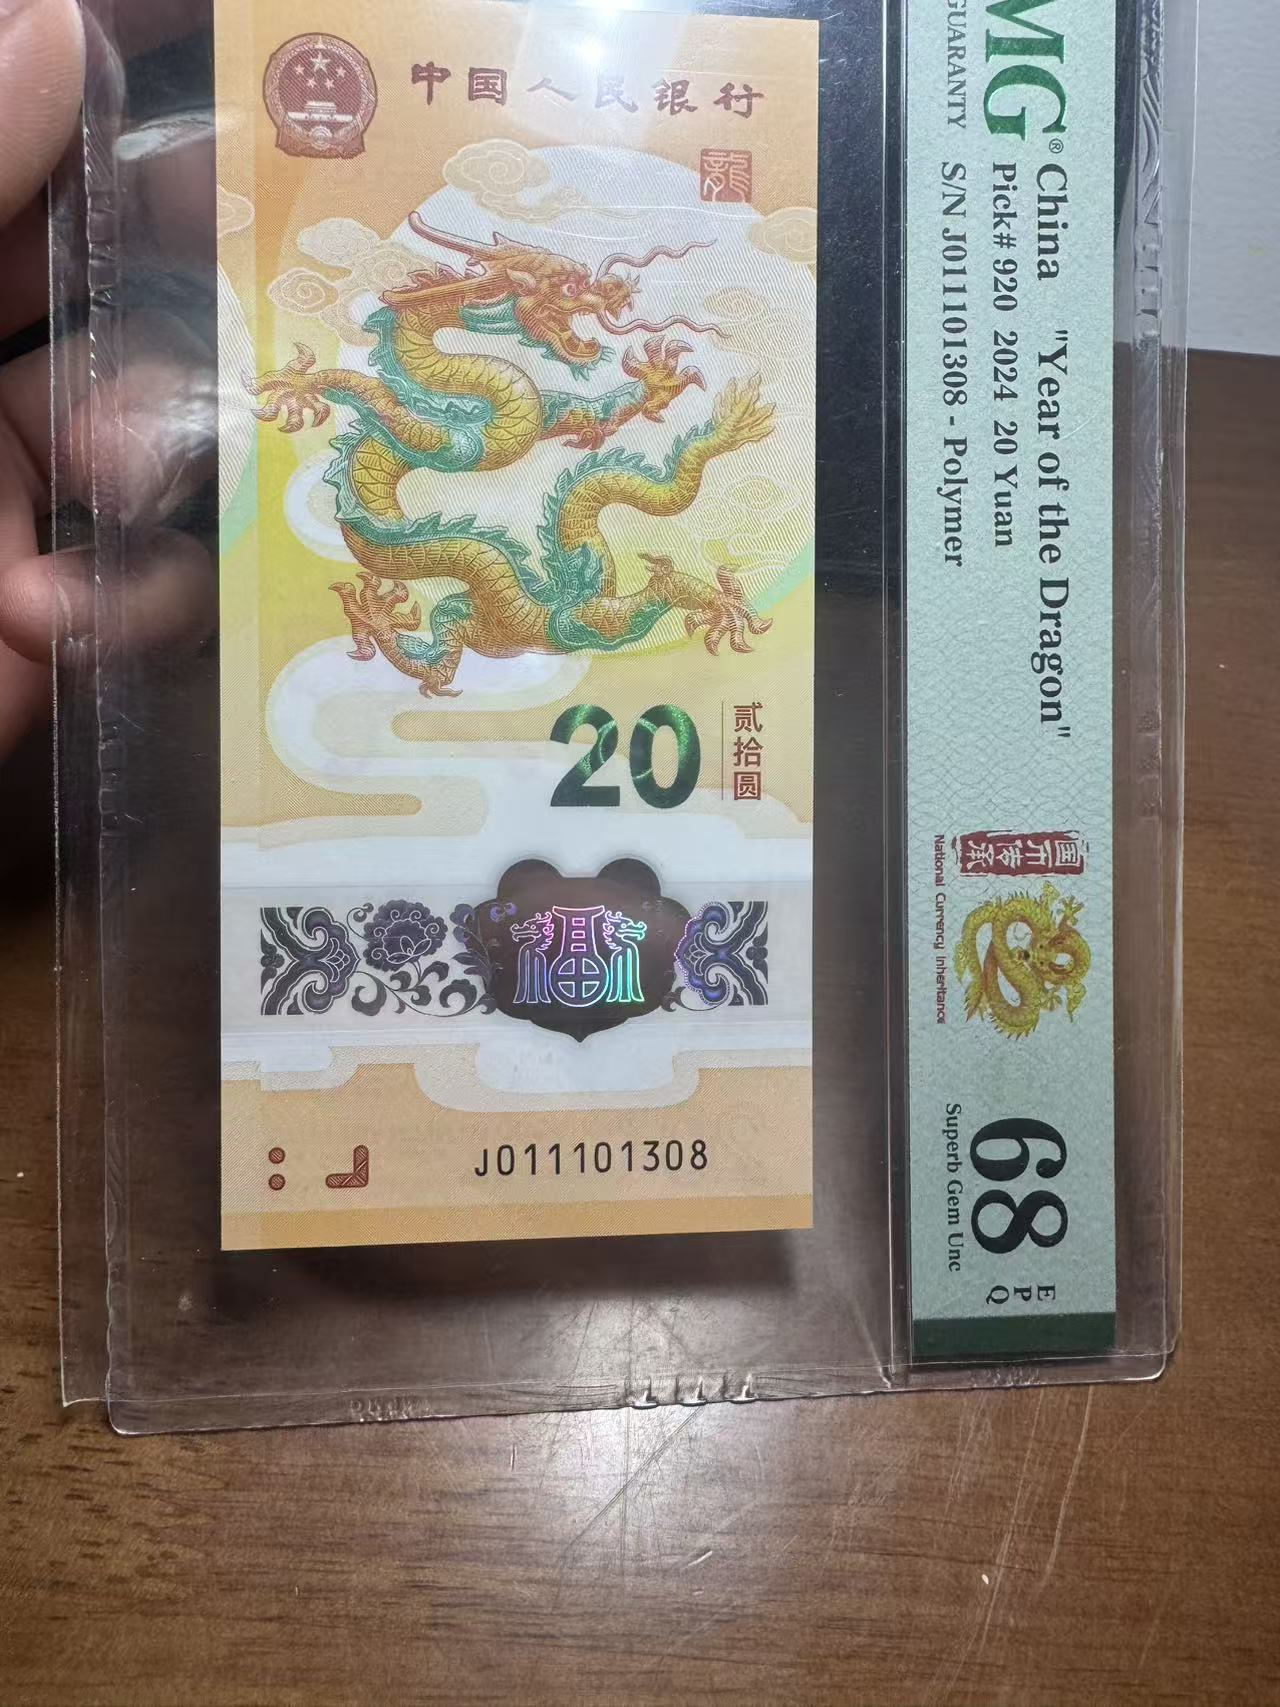 中国人民银行
龍
20
贰拾圆
福
J011101308
MG®
GUARANTY
China "Year of the Dragon"
Pick# 920 2024 20 Yuan
S/N J011101308 - Polymer
国币传承
National Currency Inheritance
68
EPQ
Superb Gem Unc